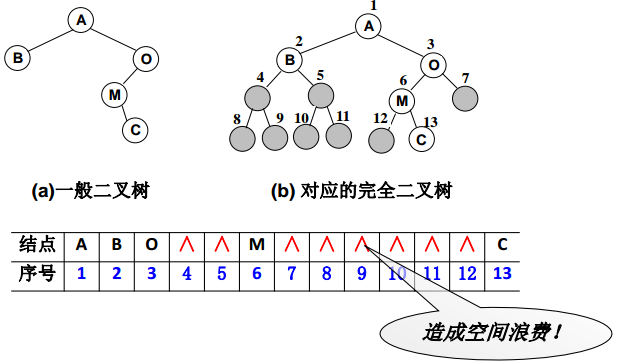 A
B
O
M
C
(a)一般二叉树
1
A
2
3
B
O
4
5
6
7
M
8
9
10
11
12
13
C
(b) 对应的完全二叉树
结点 A B O ∧ ∧ M ∧ ∧ ∧ ∧ ∧ ∧ C
序号 1 2 3 4 5 6 7 8 9 10 11 12 13
造成空间浪费！